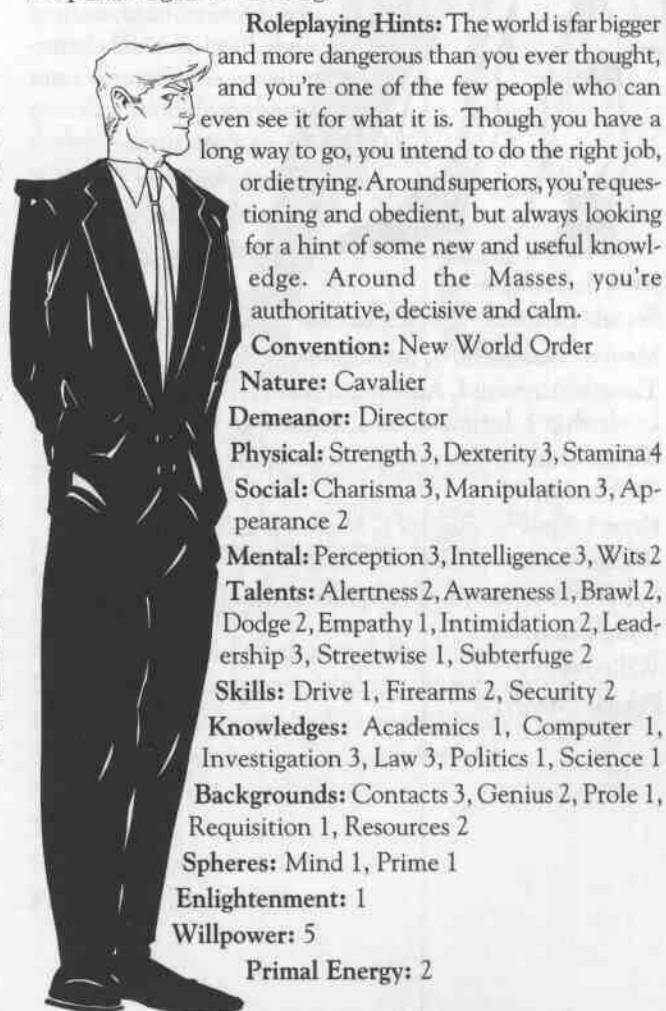 Roleplaying Hints: The world is far bigger
and more dangerous than you ever thought,
and you're one of the few people who can
even see it for what it is. Though you have a
long way to go, you intend to do the right job,
or die trying. Around superiors, you're ques-
tioning and obedient, but always looking
for a hint of some new and useful knowl-
edge. Around the Masses, you're
authoritative, decisive and calm.
Convention: New World Order
Nature: Cavalier
Demeanor: Director
Physical: Strength 3, Dexterity 3, Stamina 4
Social: Charisma 3, Manipulation 3, Ap-
pearance 2
Mental: Perception 3, Intelligence 3, Wits 2
Talents: Alertness 2, Awareness 1, Brawl 2,
Dodge 2, Empathy 1, Intimidation 2, Lead-
ership 3, Streetwise 1, Subterfuge 2
Skills: Drive 1, Firearms 2, Security 2
Knowledges: Academics 1, Computer 1,
Investigation 3, Law 3, Politics 1, Science 1
Backgrounds: Contacts 3, Genius 2, Prole 1,
Requisition 1, Resources 2
Spheres: Mind 1, Prime 1
Enlightenment: 1
Willpower: 5
Primal Energy: 2